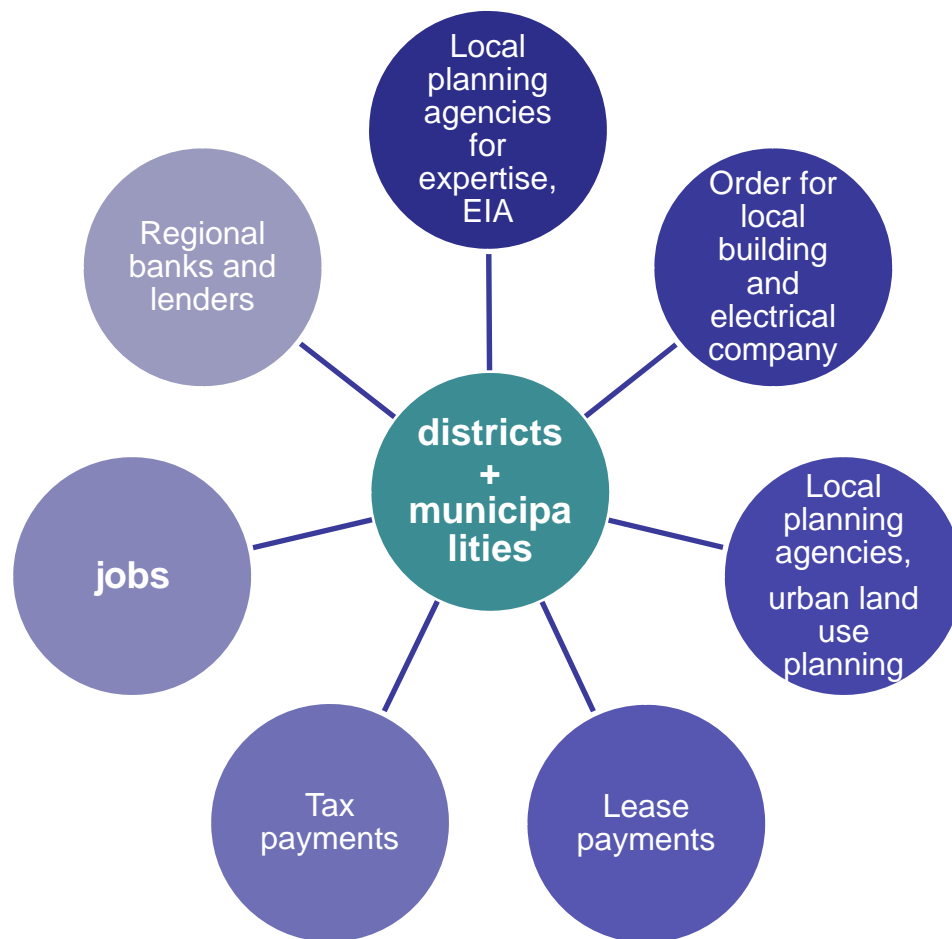 Local
planning
agencies
for
expertise,
EIA
Order for
local
building
and
electrical
company
Local
planning
agencies,
urban land
use
planning
Lease
payments
Tax
payments
jobs
Regional
banks and
lenders
districts
+
municipa
lities